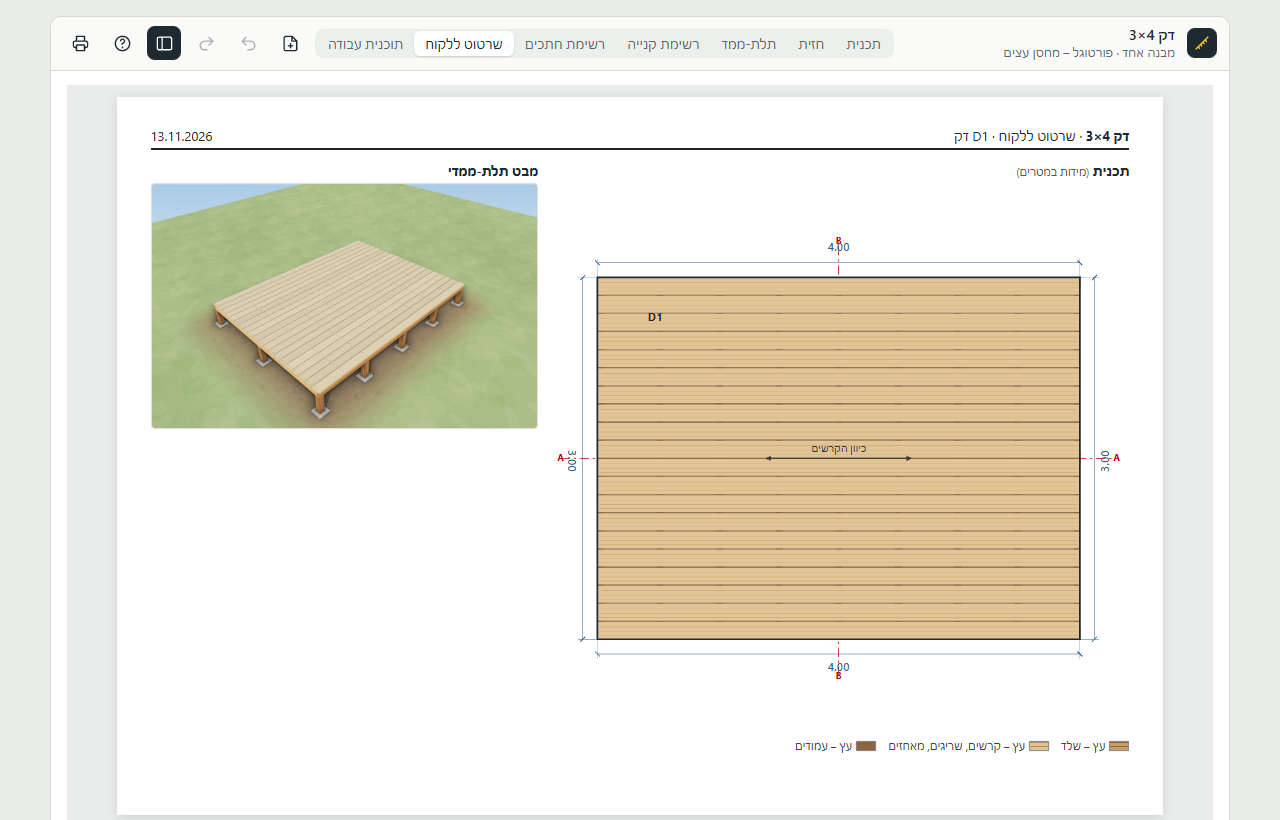 דק 4×3
מבנה אחד · פורטוגל – מחסן עצים
תכנית
חזית
תלת-ממד
רשימת קנייה
רשימת חתכים
שרטוט ללקוח
תוכנית עבודה
דק 4×3 · שרטוט ללקוח · D1 דק
13.11.2026
תכנית (מידות במטרים)
מבט תלת-ממדי
B
4.00
D1
כיוון הקרשים
A
3.00
3.00
A
4.00
B
עץ – שלד
עץ – קרשים, שריגים, מאחזים
עץ – עמודים